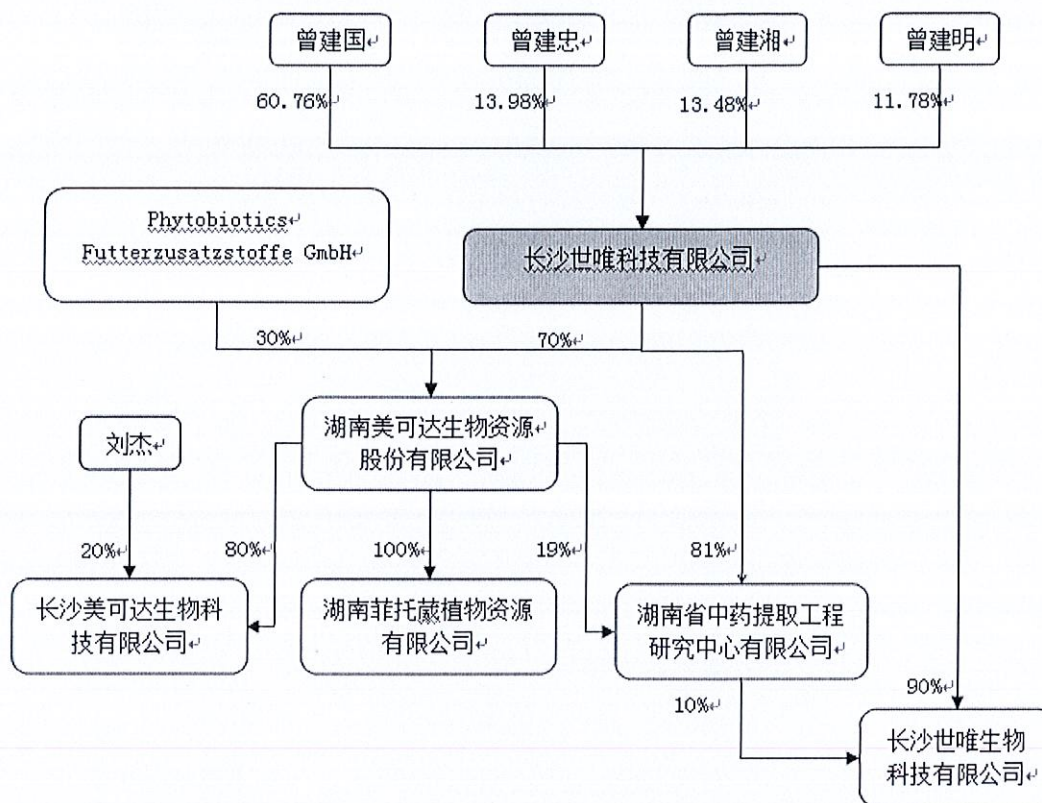 曾建国
曾建忠
曾建湘
曾建明
60.76%
13.98%
13.48%
11.78%
Phytobiotics
Futterzusatzstoffe GmbH
长沙世唯科技有限公司
30%
70%
刘杰
湖南美可达生物资源
股份有限公司
20%
80%
100%
19%
81%
长沙美可达生物科
技有限公司
湖南菲托葳植物资源
有限公司
湖南省中药提取工程
研究中心有限公司
10%
90%
长沙世唯生物
科技有限公司